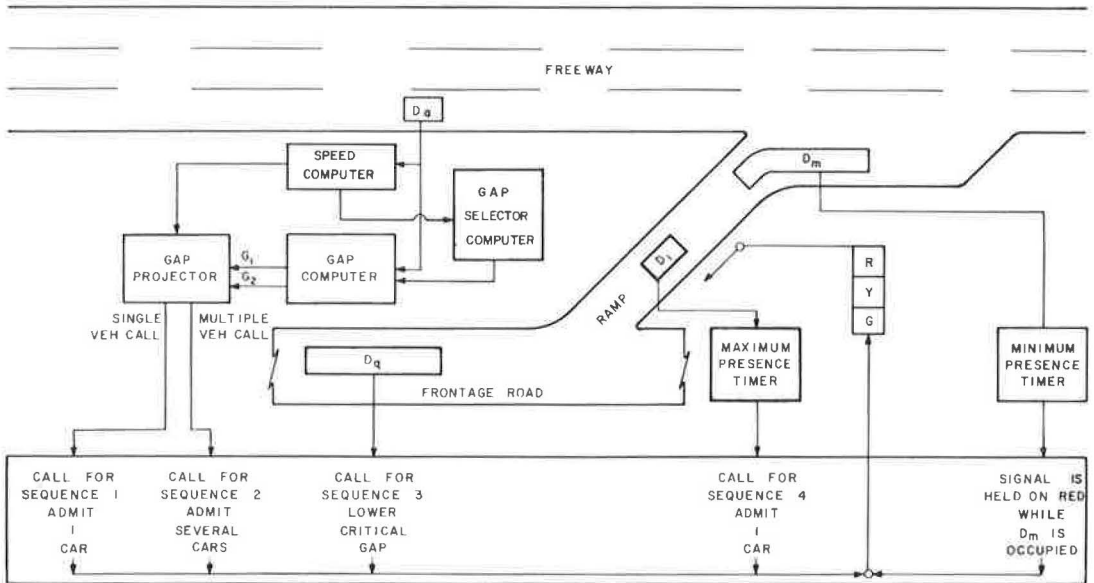 FREEWAY
Da
SPEED
COMPUTER
GAP
SELECTOR
COMPUTER
Dm
GAP
PROJECTOR
G1
G2
GAP
COMPUTER
Di
RAMP
R
Y
G
SINGLE
VEH CALL
MULTIPLE
VEH CALL
Dq
FRONTAGE ROAD
MAXIMUM
PRESENCE
TIMER
MINIMUM
PRESENCE
TIMER
CALL FOR
SEQUENCE 1
ADMIT
1
CAR
CALL FOR
SEQUENCE 2
ADMIT
SEVERAL
CARS
CALL FOR
SEQUENCE 3
LOWER
CRITICAL
GAP
CALL FOR
SEQUENCE 4
ADMIT
1
CAR
SIGNAL IS
HELD ON RED
WHILE
Dm IS
OCCUPIED